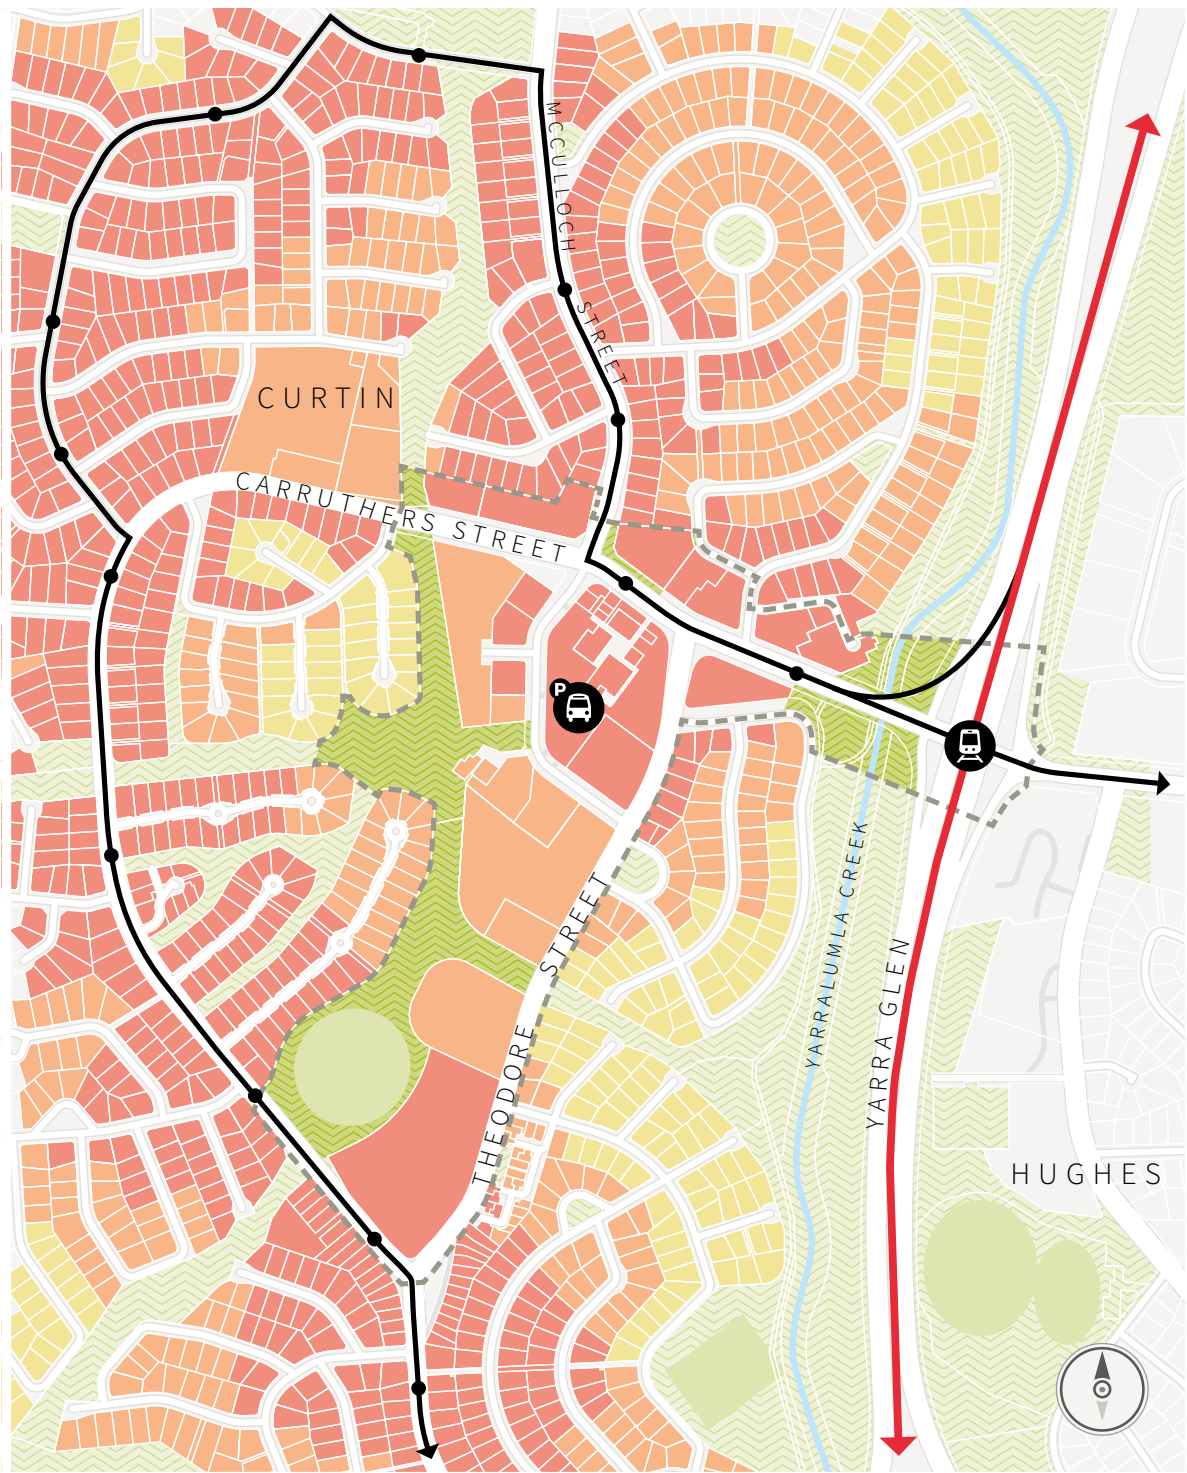 MCCULLOCH STREET
CURTIN
CARRUTHERS STREET
P
YARRALUMLA CREEK
THEODORE STREET
YARRA GLEN
HUGHES